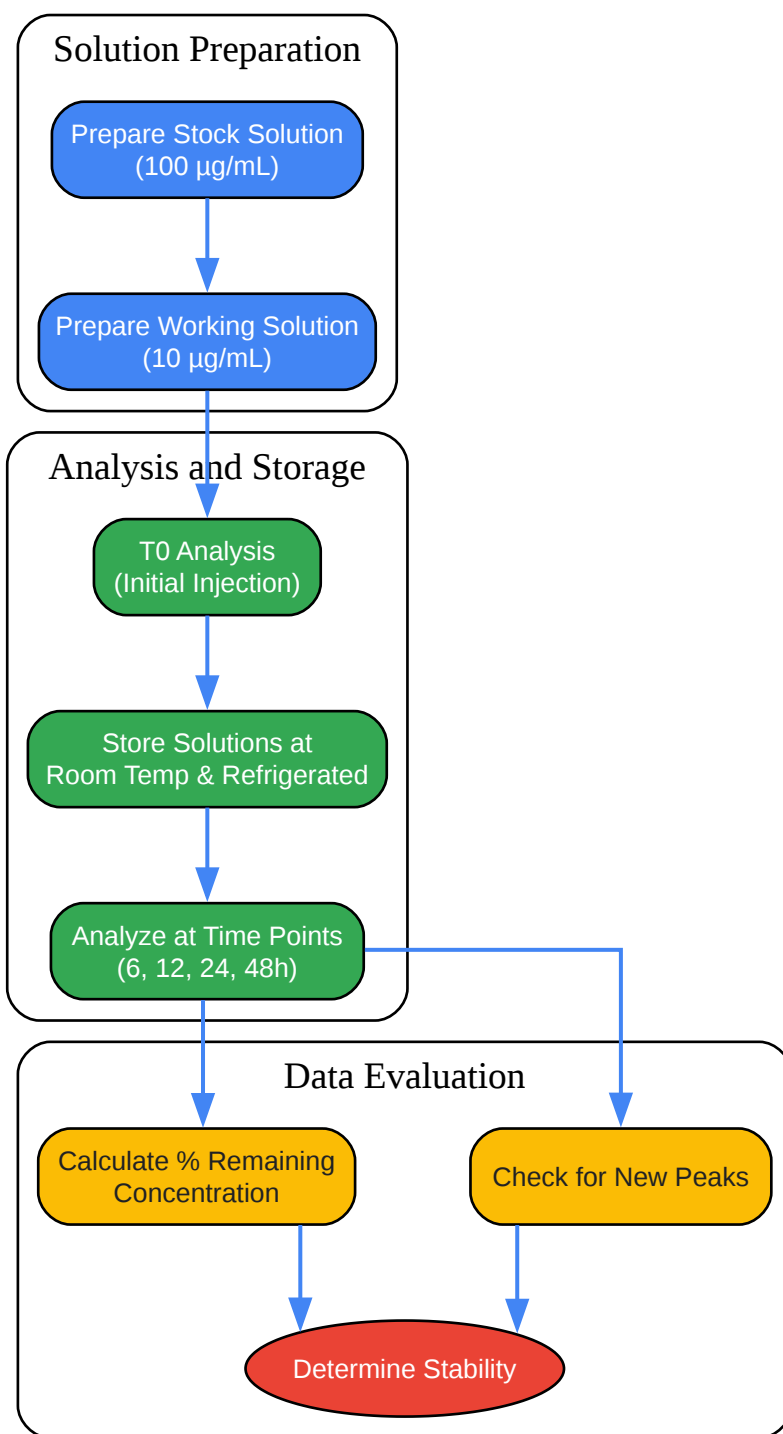 Solution Preparation
Prepare Stock Solution
(100 µg/mL)
Prepare Working Solution
(10 µg/mL)
Analysis and Storage
T0 Analysis
(Initial Injection)
Store Solutions at
Room Temp & Refrigerated
Analyze at Time Points
(6, 12, 24, 48h)
Data Evaluation
Calculate % Remaining
Concentration
Check for New Peaks
Determine Stability